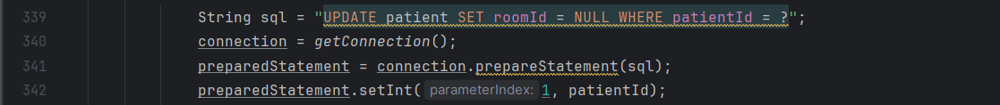 339 String sql = "UPDATE patient SET roomId = NULL WHERE patientId = ?";
340 connection = getConnection();
341 preparedStatement = connection.prepareStatement(sql);
342 preparedStatement.setInt( parameterIndex: 1, patientId);